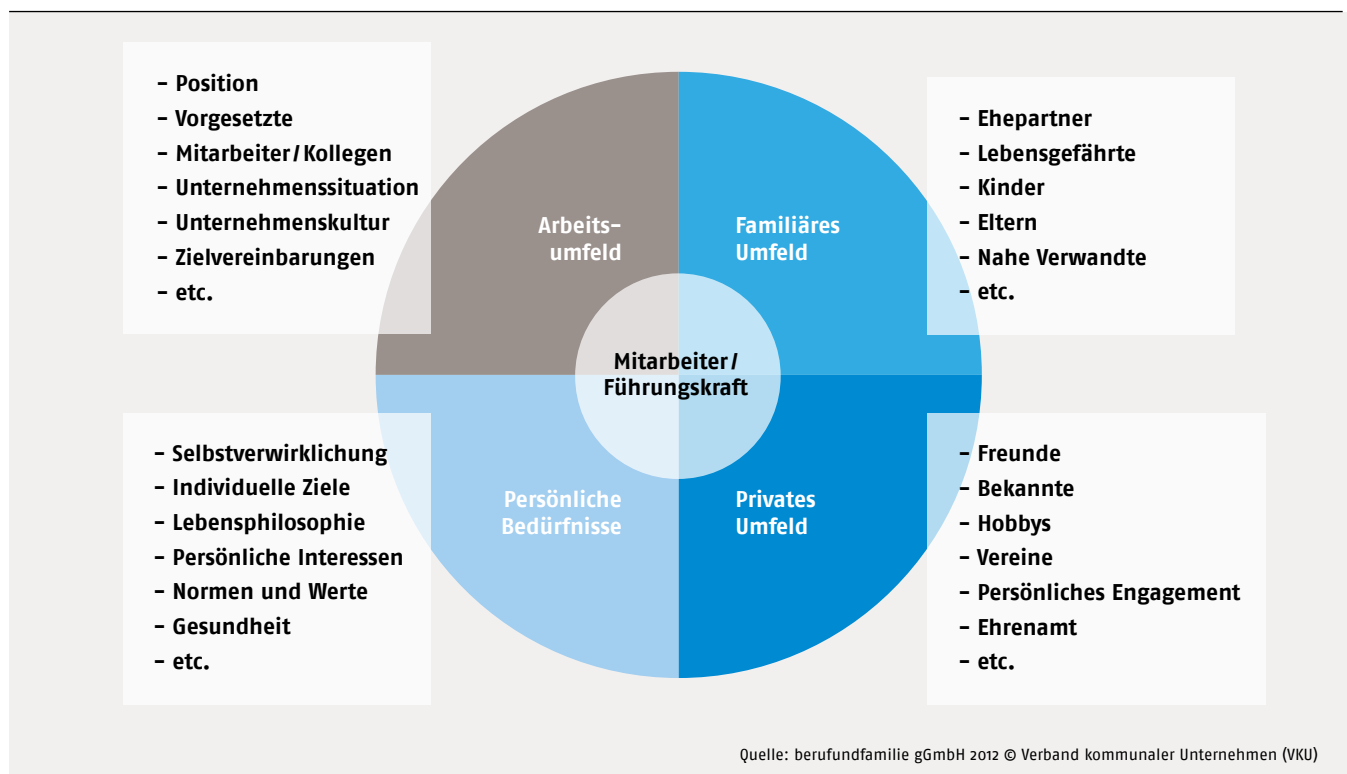 – Position
– Vorgesetzte
– Mitarbeiter/Kollegen
– Unternehmenssituation
– Unternehmenskultur
– Zielvereinbarungen
– etc.
Arbeits-
umfeld
Familiäres
Umfeld
– Ehepartner
– Lebensgefährte
– Kinder
– Eltern
– Nahe Verwandte
– etc.
Mitarbeiter/
Führungskraft
– Selbstverwirklichung
– Individuelle Ziele
– Lebensphilosophie
– Persönliche Interessen
– Normen und Werte
– Gesundheit
– etc.
Persönliche
Bedürfnisse
Privates
Umfeld
– Freunde
– Bekannte
– Hobbys
– Vereine
– Persönliches Engagement
– Ehrenamt
– etc.
Quelle: berufundfamilie gGmbH 2012 © Verband kommunaler Unternehmen (VKU)